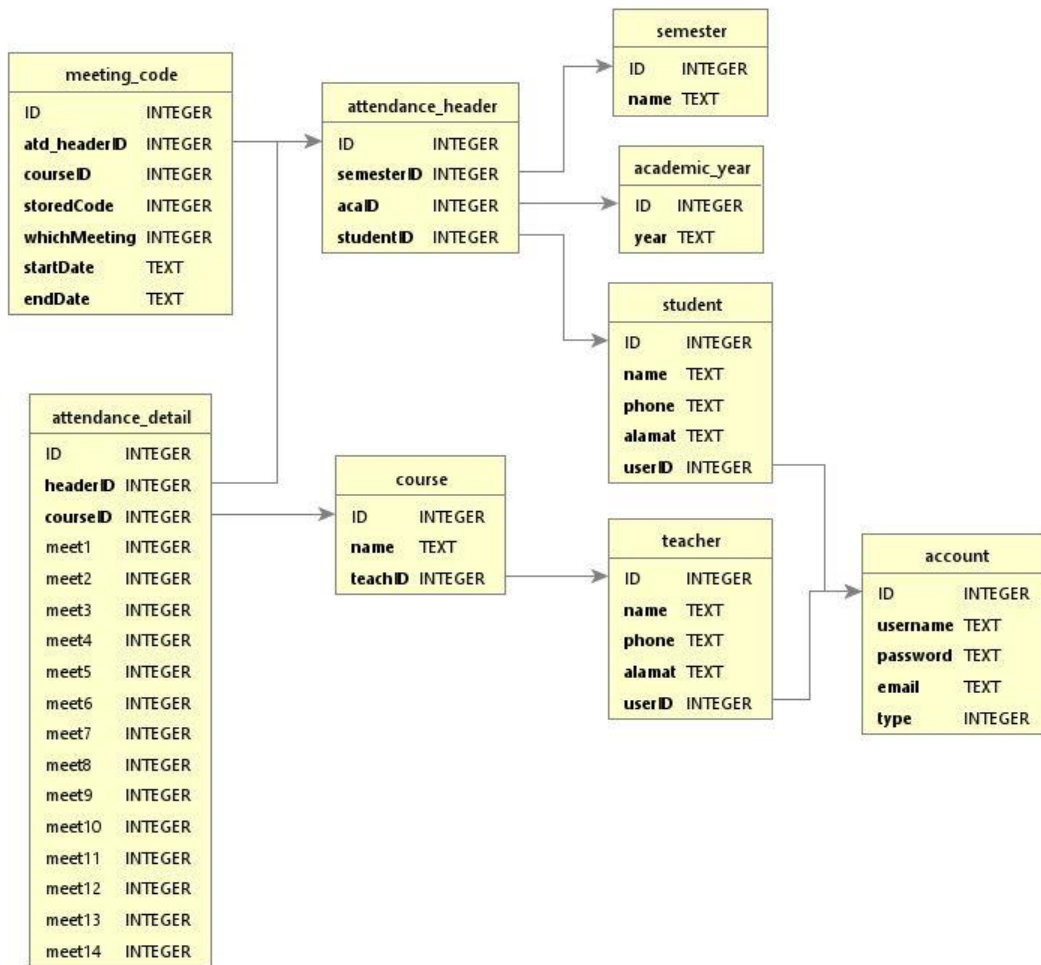 meeting_code
ID INTEGER
atd_headerID INTEGER
courseID INTEGER
storedCode INTEGER
whichMeeting INTEGER
startDate TEXT
endDate TEXT
attendance_header
ID INTEGER
semesterID INTEGER
acaID INTEGER
studentID INTEGER
semester
ID INTEGER
name TEXT
academic_year
ID INTEGER
year TEXT
student
ID INTEGER
name TEXT
phone TEXT
alamat TEXT
userID INTEGER
attendance_detail
ID INTEGER
headerID INTEGER
courseID INTEGER
meet1 INTEGER
meet2 INTEGER
meet3 INTEGER
meet4 INTEGER
meet5 INTEGER
meet6 INTEGER
meet7 INTEGER
meet8 INTEGER
meet9 INTEGER
meet10 INTEGER
meet11 INTEGER
meet12 INTEGER
meet13 INTEGER
meet14 INTEGER
course
ID INTEGER
name TEXT
teachID INTEGER
teacher
ID INTEGER
name TEXT
phone TEXT
alamat TEXT
userID INTEGER
account
ID INTEGER
username TEXT
password TEXT
email TEXT
type INTEGER